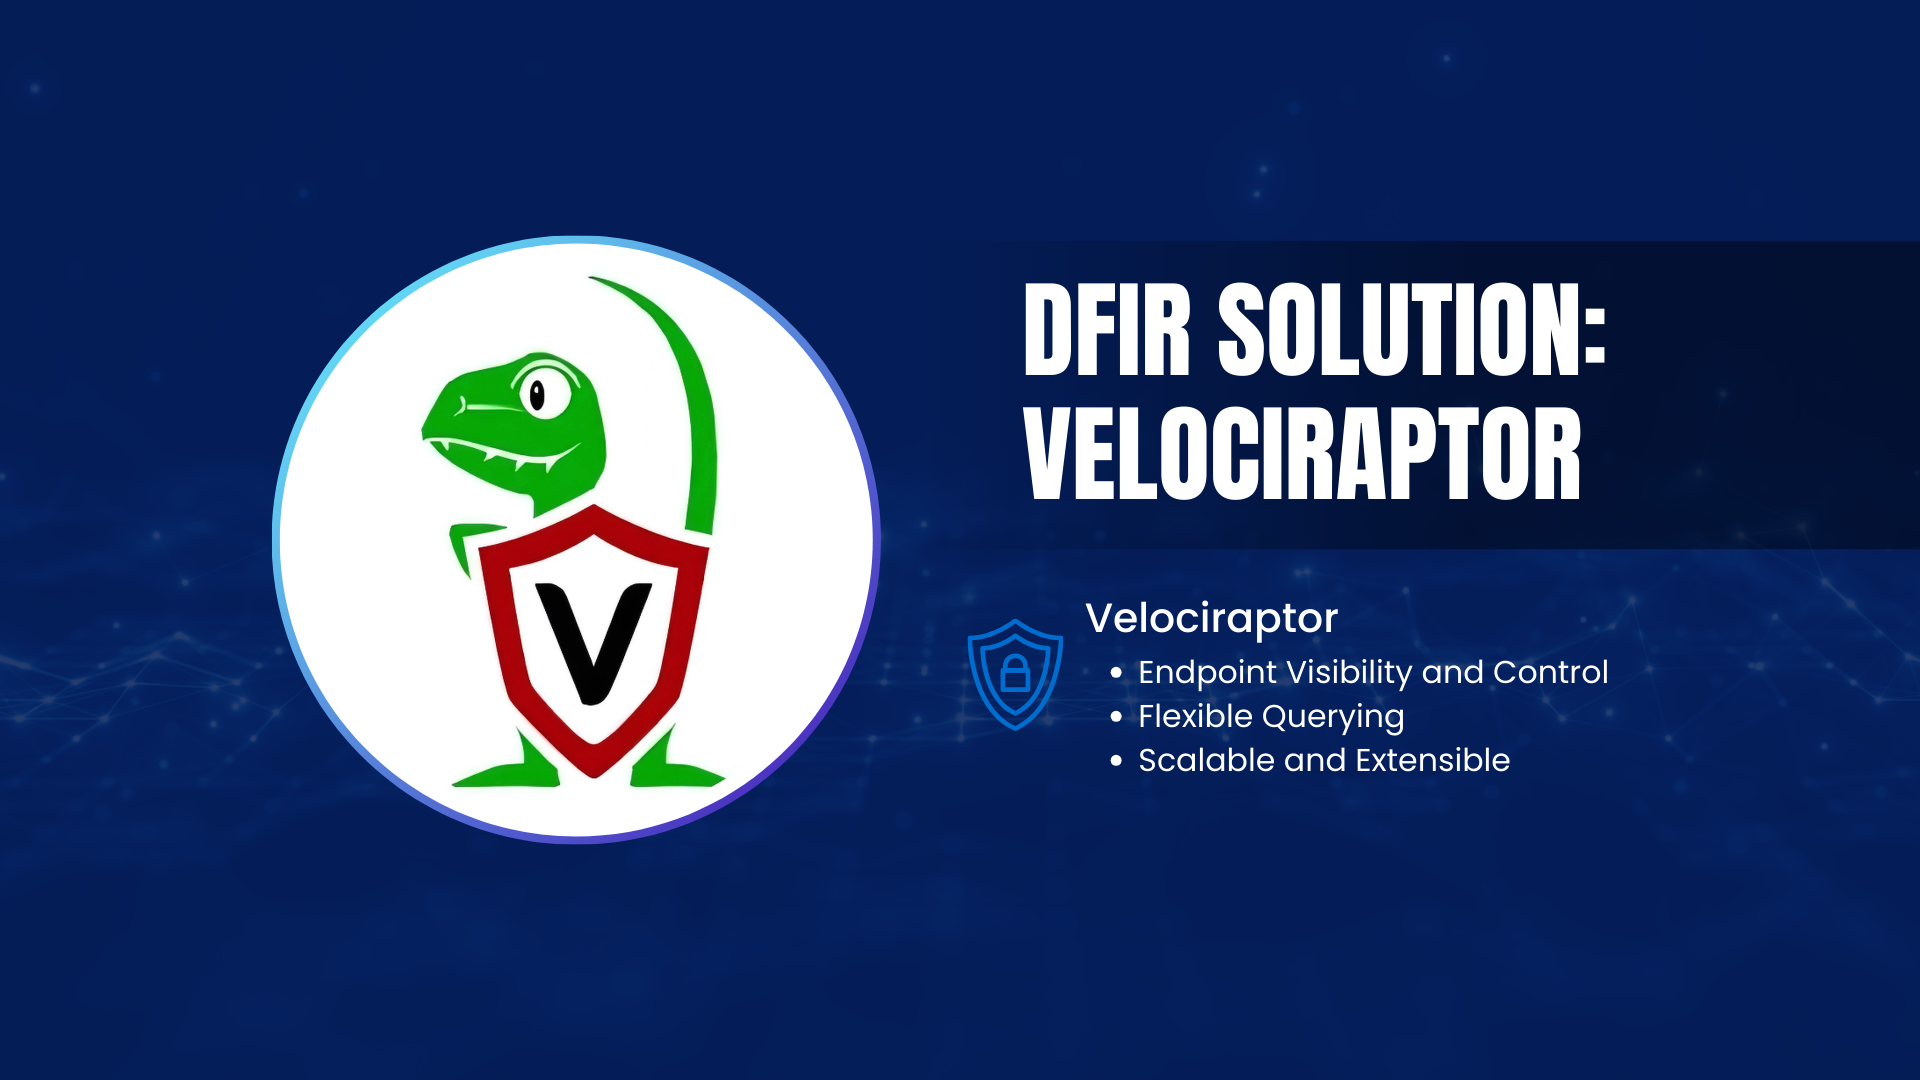 DFIR SOLUTION:
VELOCIRAPTOR
V
Velociraptor
• Endpoint Visibility and Control
• Flexible Querying
• Scalable and Extensible